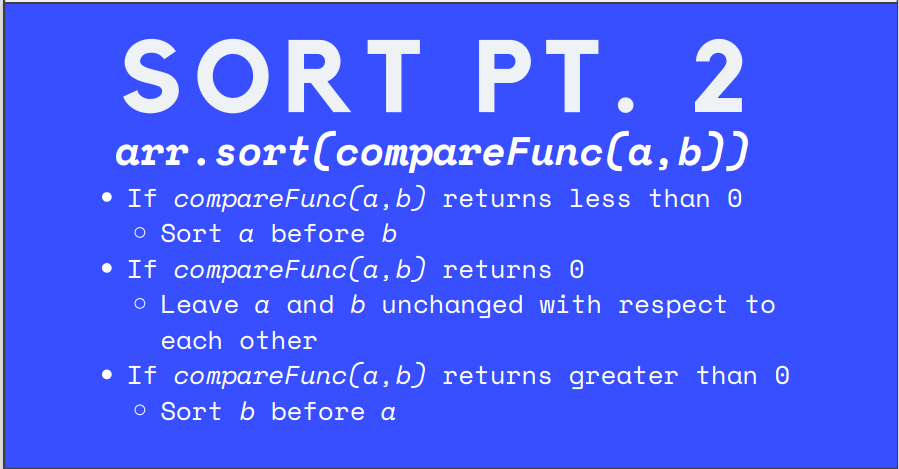 SORT PT. 2
arr.sort(compareFunc(a,b))
• If compareFunc(a,b) returns less than 0
○ Sort a before b
• If compareFunc(a,b) returns 0
○ Leave a and b unchanged with respect to
each other
• If compareFunc(a,b) returns greater than 0
○ Sort b before a